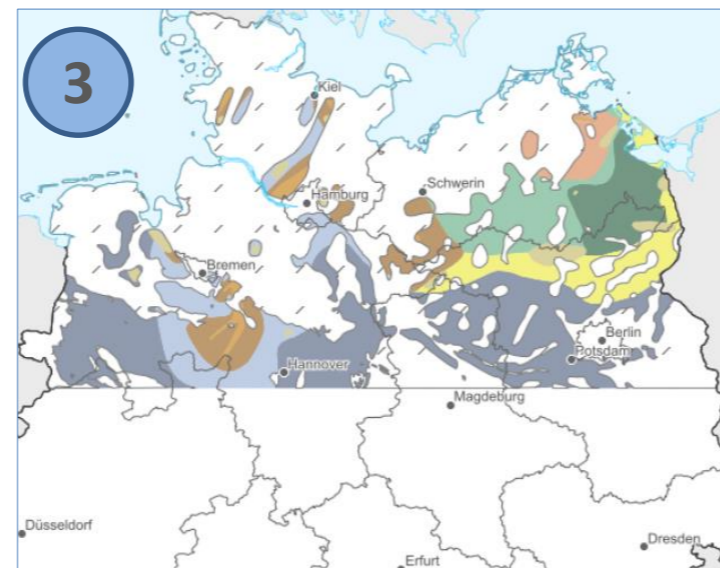 3
Kiel
Hamburg
Schwerin
Bremen
Berlin
Potsdam
Hannover
Magdeburg
Düsseldorf
Dresden
Erfurt